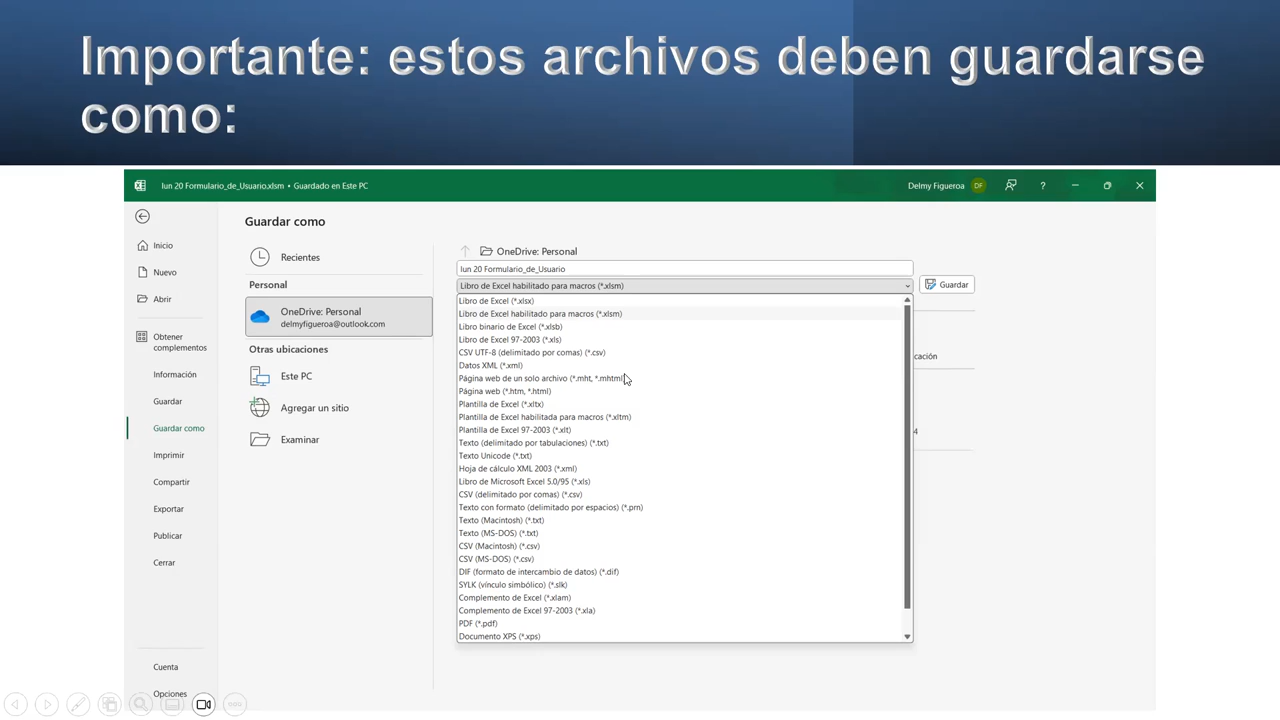 Importante: estos archivos deben guardarse
como:
lun 20 Formulario_de_Usuario.xlsm • Guardado en Este PC
Delmy Figueroa
DF
?
Guardar como
Inicio
Nuevo
Abrir
Obtener
complementos
Información
Guardar
Guardar como
Imprimir
Compartir
Exportar
Publicar
Cerrar
Cuenta
Opciones
Recientes
Personal
OneDrive: Personal
delmyfigueroa@outlook.com
Otras ubicaciones
Este PC
Agregar un sitio
Examinar
OneDrive: Personal
lun 20 Formulario_de_Usuario
Libro de Excel habilitado para macros (*.xlsm)
Guardar
Libro de Excel (*.xlsx)
Libro de Excel habilitado para macros (*.xlsm)
Libro binario de Excel (*.xlsb)
Libro de Excel 97-2003 (*.xls)
CSV UTF-8 (delimitado por comas) (*.csv)
Datos XML (*.xml)
Página web de un solo archivo (*.mht, *.mhtml)
Página web (*.htm, *.html)
Plantilla de Excel (*.xltx)
Plantilla de Excel habilitada para macros (*.xltm)
Plantilla de Excel 97-2003 (*.xlt)
Texto (delimitado por tabulaciones) (*.txt)
Texto Unicode (*.txt)
Hoja de cálculo XML 2003 (*.xml)
Libro de Microsoft Excel 5.0/95 (*.xls)
CSV (delimitado por comas) (*.csv)
Texto con formato (delimitado por espacios) (*.prn)
Texto (Macintosh) (*.txt)
Texto (MS-DOS) (*.txt)
CSV (Macintosh) (*.csv)
CSV (MS-DOS) (*.csv)
DIF (formato de intercambio de datos) (*.dif)
SYLK (vínculo simbólico) (*.slk)
Complemento de Excel (*.xlam)
Complemento de Excel 97-2003 (*.xla)
PDF (*.pdf)
Documento XPS (*.xps)
cación
4